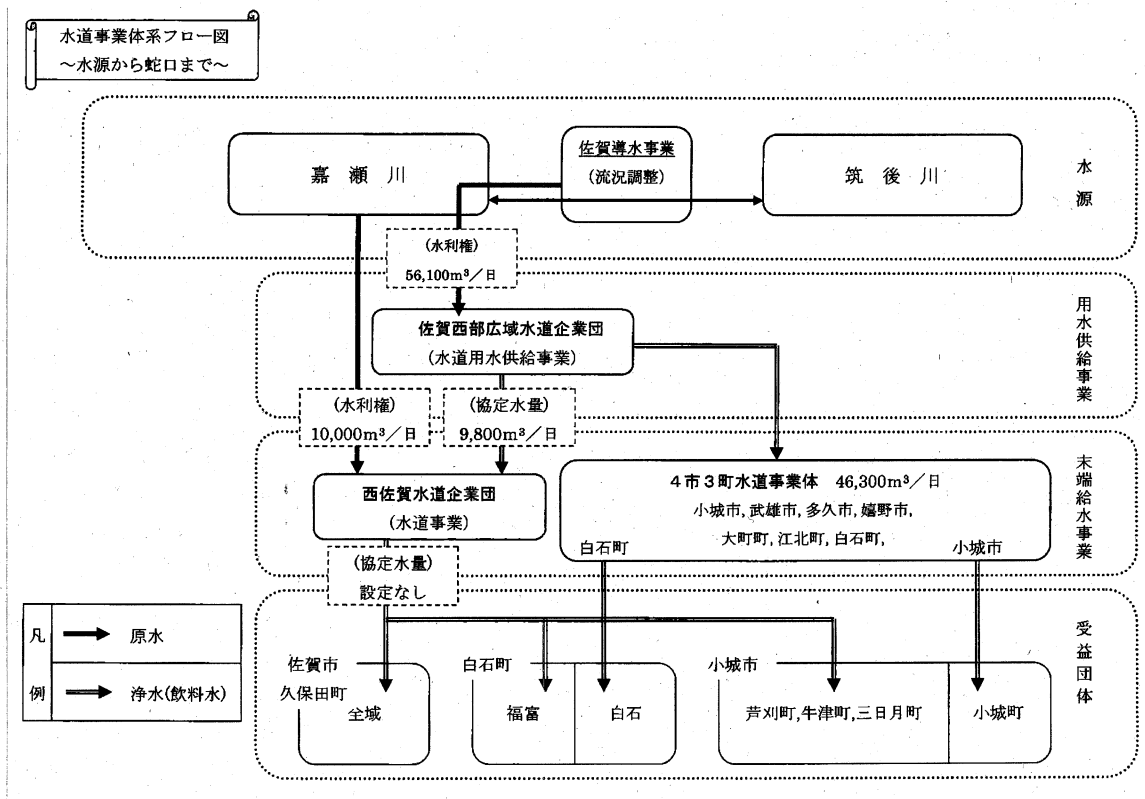 水道事業体系フロー図
～水源から蛇口まで～
嘉瀬川
佐賀導水事業
(流況調整)
筑後川
水源
(水利権)
56,100m³／日
佐賀西部広域水道企業団
(水道用水供給事業)
用水供給事業
(水利権)
10,000m³／日
(協定水量)
9,800m³／日
西佐賀水道企業団
(水道事業)
4市3町水道事業体 46,300m³／日
小城市,武雄市,多久市,嬉野市,
大町町,江北町,白石町,
白石町
小城市
末端給水事業
(協定水量)
設定なし
凡例
原水
浄水(飲料水)
佐賀市
久保田町
全域
白石町
福富
白石
小城市
芦刈町,牛津町,三日月町
小城町
受益団体